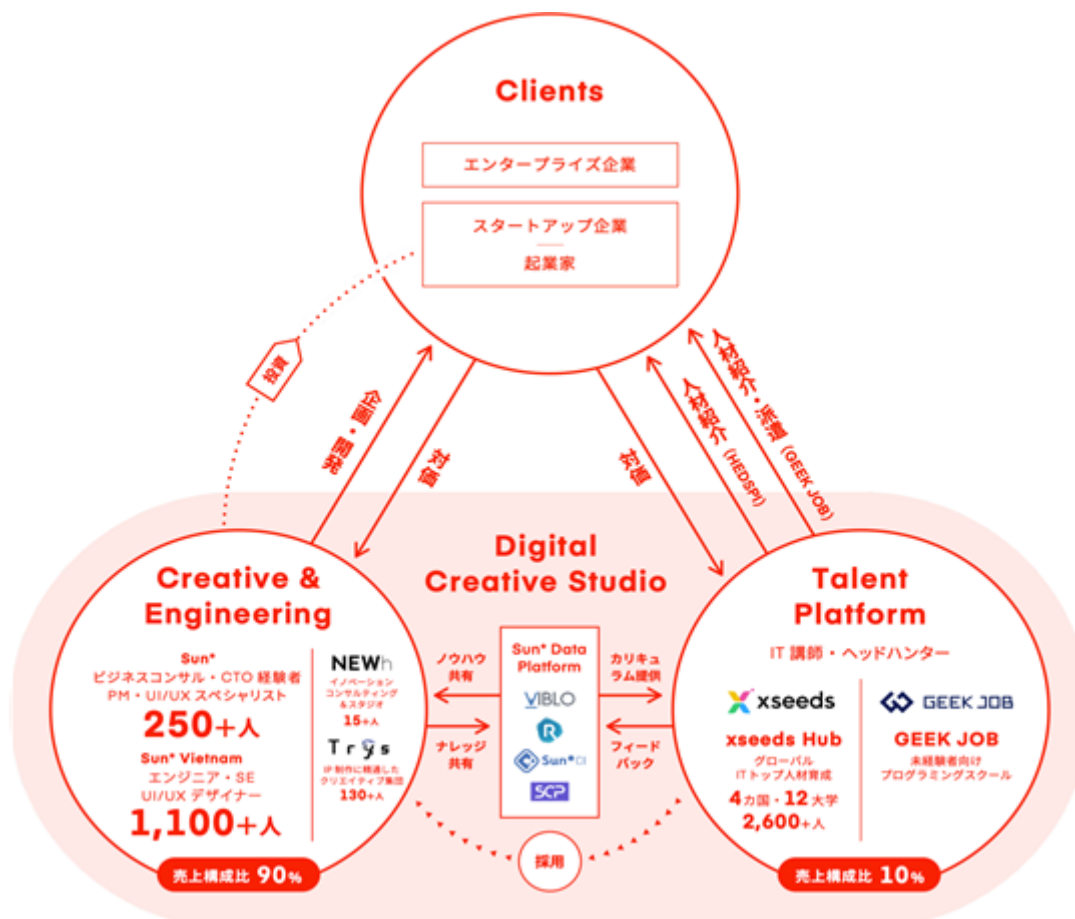 Clients
エンタープライズ企業
スタートアップ企業
起業家
投資
企画・開発
対価
対価
人材紹介 (HEDSPI)
人材紹介・派遣 (GEEK JOB)
Digital
Creative Studio
Creative &
Engineering
Sun*
ビジネスコンサル・CTO 経験者
PM・UI/UX スペシャリスト
250+人
Sun* Vietnam
エンジニア・SE
UI/UX デザイナー
1,100+人
NEWh
イノベーション
コンサルティング
&スタジオ
15+人
Trys
IP 制作に精通した
クリエイティブ集団
130+人
売上構成比 90%
ノウハウ
共有
ナレッジ
共有
Sun* Data
Platform
VIBLO
R
Sun*CI
SCP
カリキュ
ラム提供
フィード
バック
採用
Talent
Platform
IT 講師・ヘッドハンター
xseeds
xseeds Hub
グローバル
ITトップ人材育成
4カ国・12大学
2,600+人
GEEK JOB
GEEK JOB
未経験者向け
プログラミングスクール
売上構成比 10%